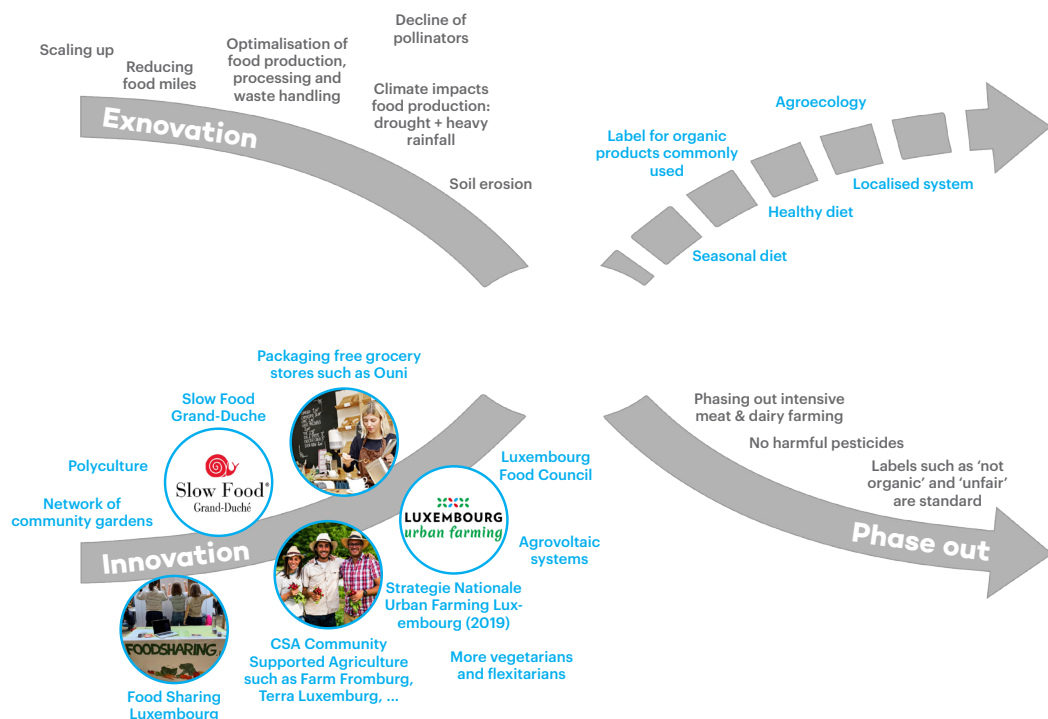 Scaling up
Reducing
food miles
Optimalisation of
food production,
processing and
waste handling
Decline of
pollinators
Climate impacts
food production:
drought + heavy
rainfall
Soil erosion
Exnovation
Agroecology
Label for organic
products commonly
used
Localised system
Healthy diet
Seasonal diet
Packaging free grocery
stores such as Ouni
Slow Food
Grand-Duche
Polyculture
Slow Food®
Grand-Duché
Network of
community gardens
Luxembourg
Food Council
LUXEMBOURG
urban farming
Innovation
Agrovoltaic
systems
Strategie Nationale
Urban Farming Lux-
embourg (2019)
FOODSHARING
CSA Community
Supported Agriculture
such as Farm Fromburg,
Terra Luxemburg, ...
More vegetarians
and flexitarians
Food Sharing
Luxembourg
Phasing out intensive
meat & dairy farming
No harmful pesticides
Labels such as ‘not
organic’ and ‘unfair’
are standard
Phase out